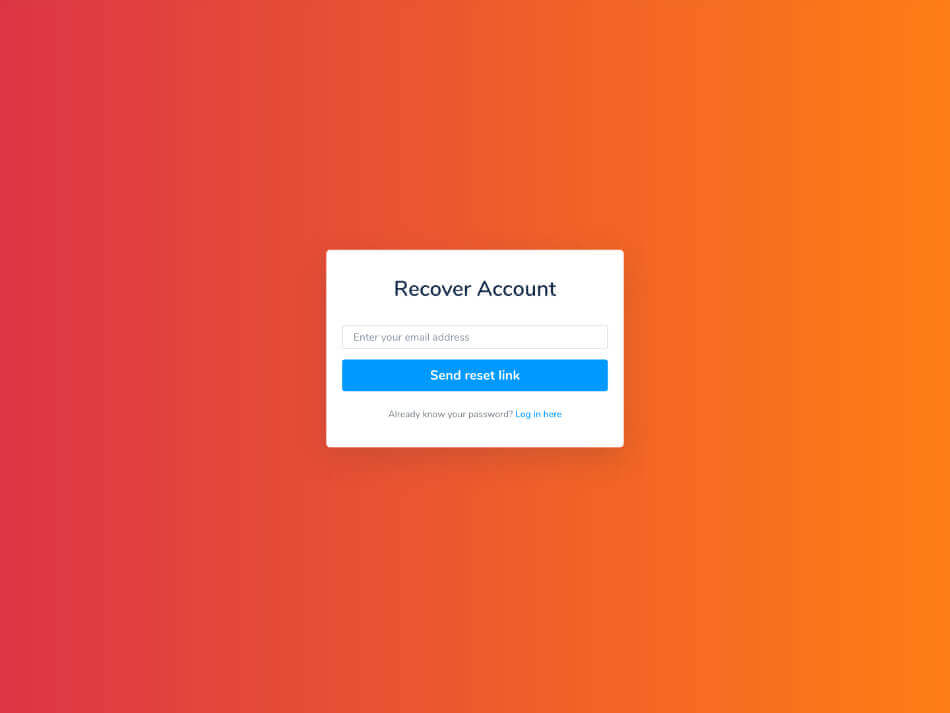 Recover Account
Enter your email address
Send reset link
Already know your password? Log in here